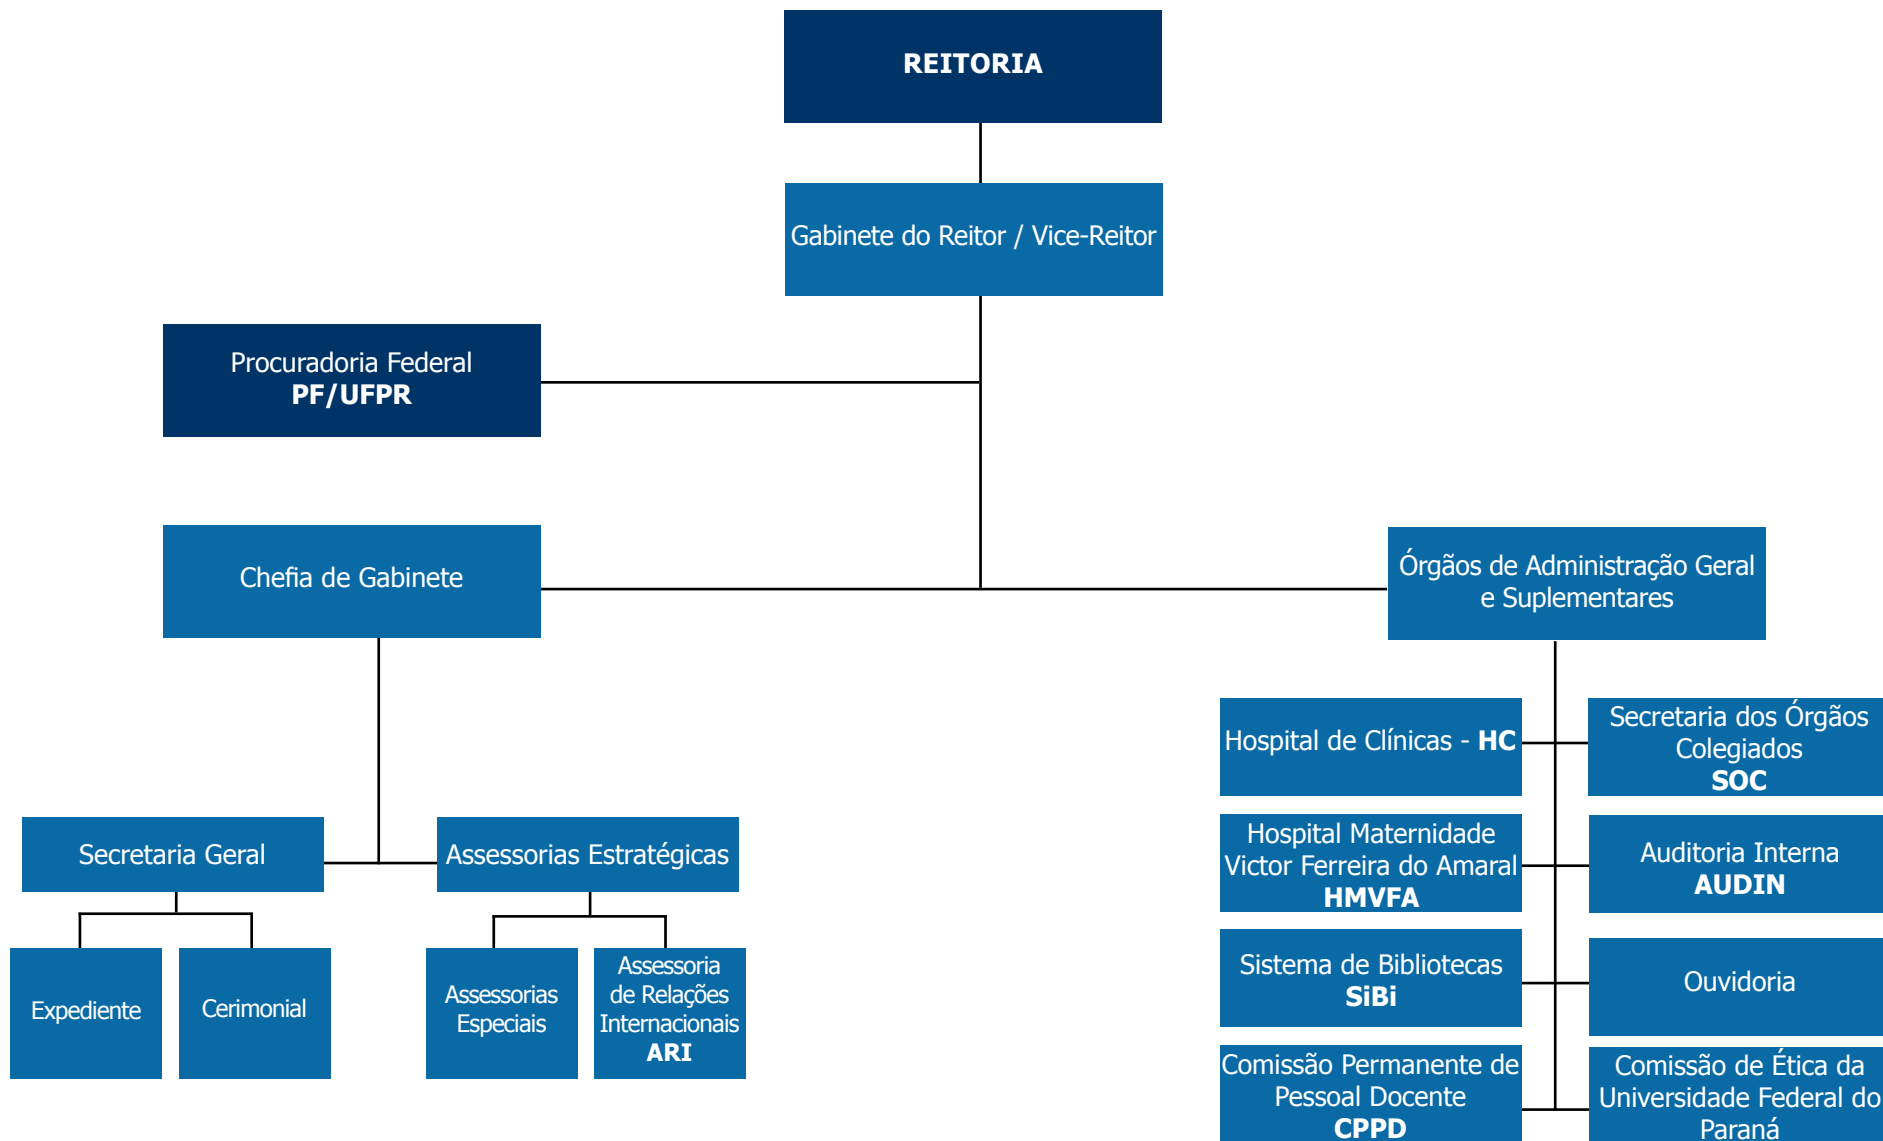 REITORIA
Gabinete do Reitor / Vice-Reitor
Procuradoria Federal
PF/UFPR
Chefia de Gabinete
Órgãos de Administração Geral
e Suplementares
Secretaria Geral
Assessorias Estratégicas
Expediente
Cerimonial
Assessorias
Especiais
Assessoria
de Relações
Internacionais
ARI
Hospital de Clínicas - HC
Secretaria dos Órgãos
Colegiados
SOC
Hospital Maternidade
Victor Ferreira do Amaral
HMVFA
Auditoria Interna
AUDIN
Sistema de Bibliotecas
SiBi
Ouvidoria
Comissão Permanente de
Pessoal Docente
CPPD
Comissão de Ética da
Universidade Federal do
Paraná